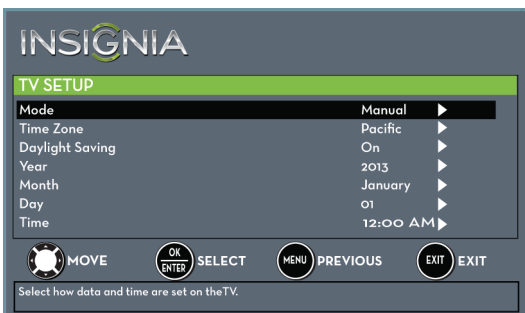 INSIGNIA
TV SETUP
Mode Manual
Time Zone Pacific
Daylight Saving On
Year 2013
Month January
Day 01
Time 12:00 AM
MOVE OK ENTER SELECT MENU PREVIOUS EXIT EXIT
Select how data and time are set on theTV.